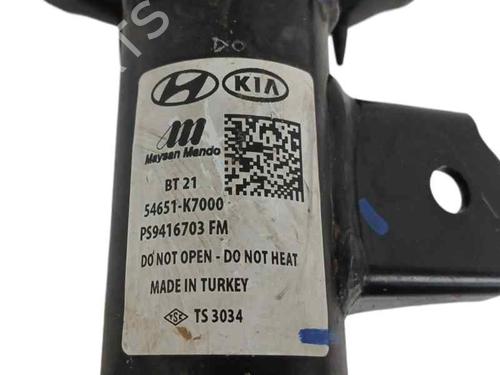 DO
KIA
Maysan Mando
BT 21
54651-K7000
PS9416703 FM
DO NOT OPEN - DO NOT HEAT
MADE IN TURKEY
TSE TS 3034